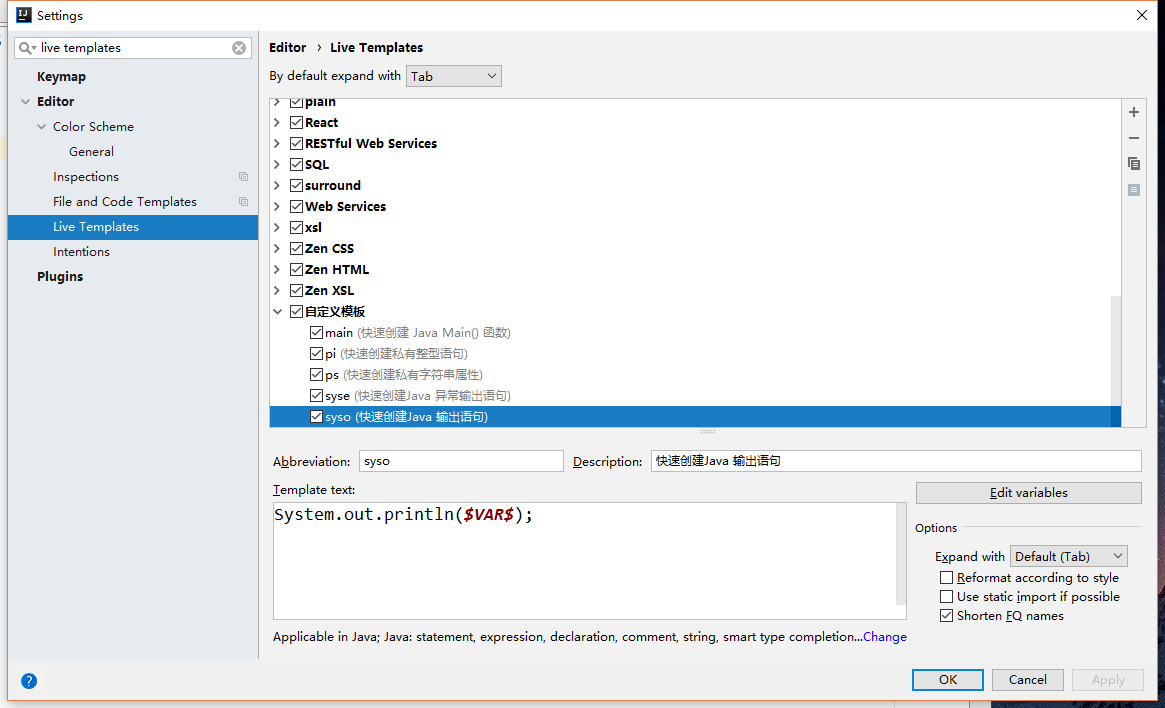 Settings
live templates
Keymap
Editor
Color Scheme
General
Inspections
File and Code Templates
Live Templates
Intentions
Plugins
Editor › Live Templates
By default expand with Tab
plain
React
RESTful Web Services
SQL
surround
Web Services
xsl
Zen CSS
Zen HTML
Zen XSL
自定义模板
main (快速创建 Java Main() 函数)
pi (快速创建私有整型语句)
ps (快速创建私有字符串属性)
syse (快速创建Java 异常输出语句)
syso (快速创建Java 输出语句)
Abbreviation: syso Description: 快速创建Java 输出语句
Template text:
Edit variables
System.out.println($VAR$);
Options
Expand with Default (Tab)
Reformat according to style
Use static import if possible
Shorten FQ names
Applicable in Java; Java: statement, expression, declaration, comment, string, smart type completion...Change
? OK Cancel Apply